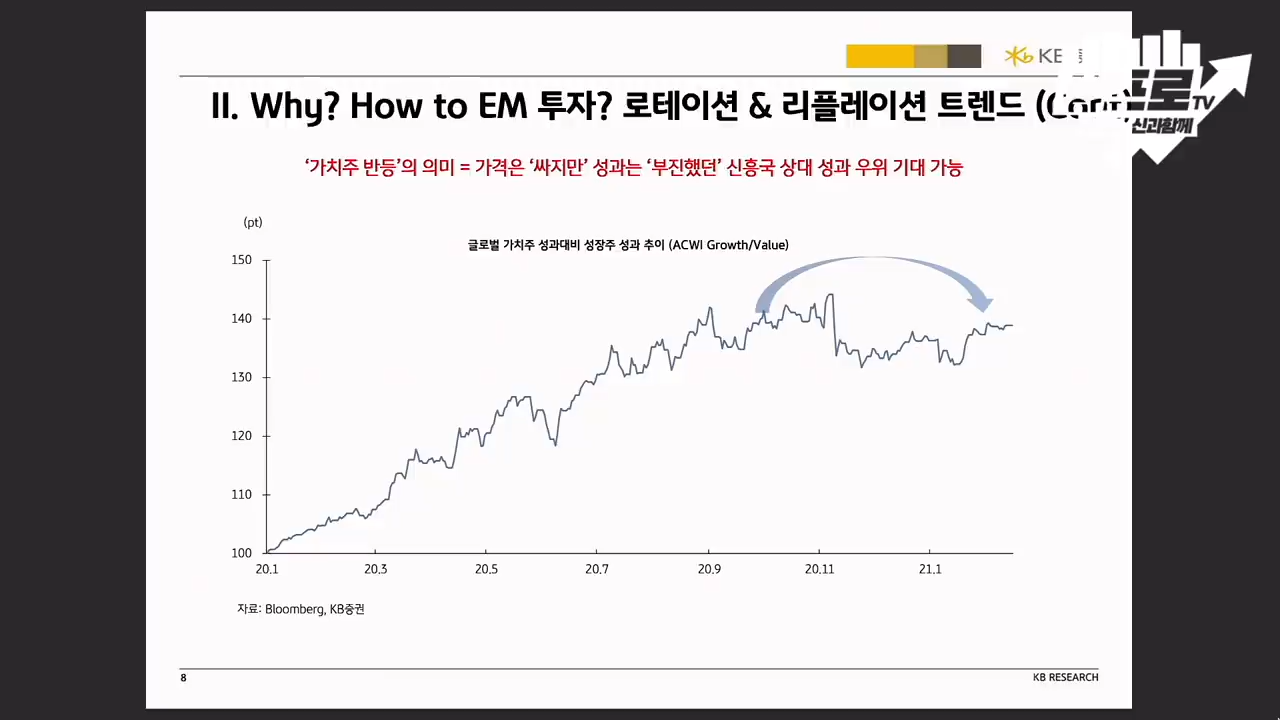 KB
프로TV
신과함께
II. Why? How to EM 투자? 로테이션 & 리플레이션 트렌드 (Cont)
‘가치주 반등’의 의미 = 가격은 ‘싸지만’ 성과는 ‘부진했던’ 신흥국 상대 성과 우위 기대 가능
(pt)
글로벌 가치주 성과대비 성장주 성과 추이 (ACWI Growth/Value)
150
140
130
120
110
100
20.1 20.3 20.5 20.7 20.9 20.11 21.1
자료: Bloomberg, KB증권
8 KB RESEARCH